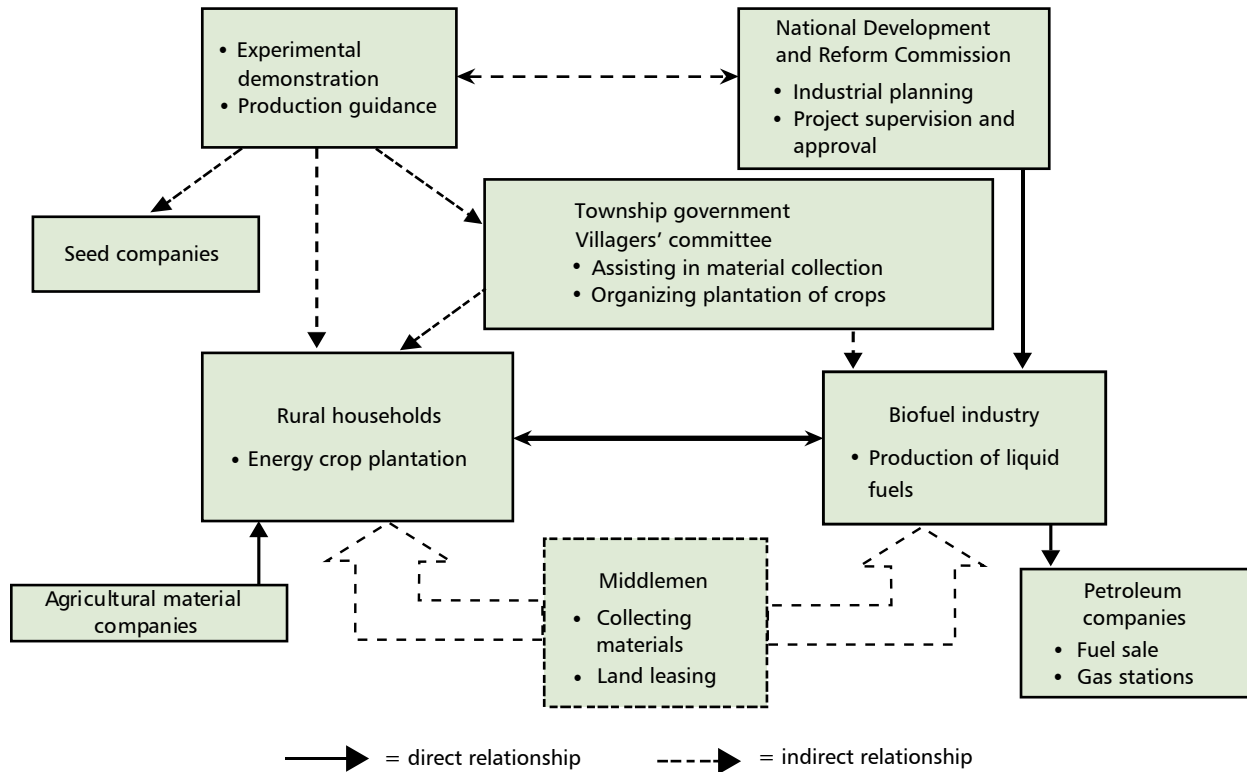 • Experimental
demonstration
• Production guidance
National Development
and Reform Commission
• Industrial planning
• Project supervision and
approval
Township government
Villagers’ committee
• Assisting in material collection
• Organizing plantation of crops
Seed companies
Rural households
• Energy crop plantation
Biofuel industry
• Production of liquid
fuels
Agricultural material
companies
Middlemen
• Collecting
materials
• Land leasing
Petroleum
companies
• Fuel sale
• Gas stations
= direct relationship
= indirect relationship